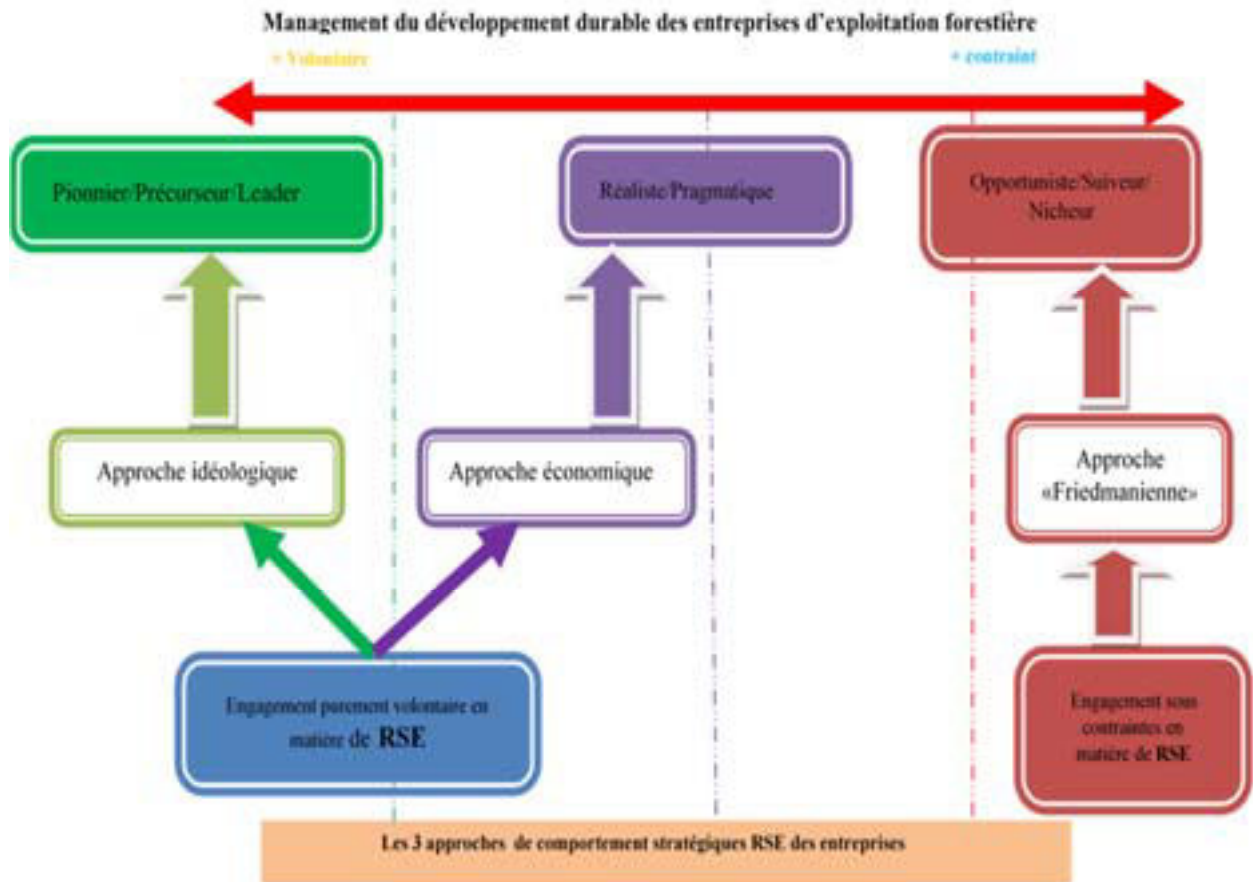 Management du développement durable des entreprises d'exploitation forestière
+ Volontaire
+ contraint
Pionnier/Précurseur/Leader
Réaliste/Pragmatique
Opportuniste/Suiveur/
Nicheur
Approche idéologique
Approche économique
Approche
«Friedmanienne»
Engagement purement volontaire en
matière de RSE
Engagement sous
contraintes en
matière de RSE
Les 3 approches de comportement stratégiques RSE des entreprises